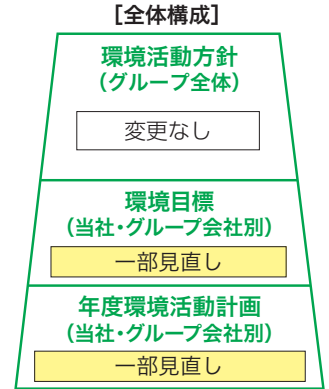 ［全体構成］
環境活動方針
（グループ全体）
変更なし
環境目標
（当社・グループ会社別）
一部見直し
年度環境活動計画
（当社・グループ会社別）
一部見直し